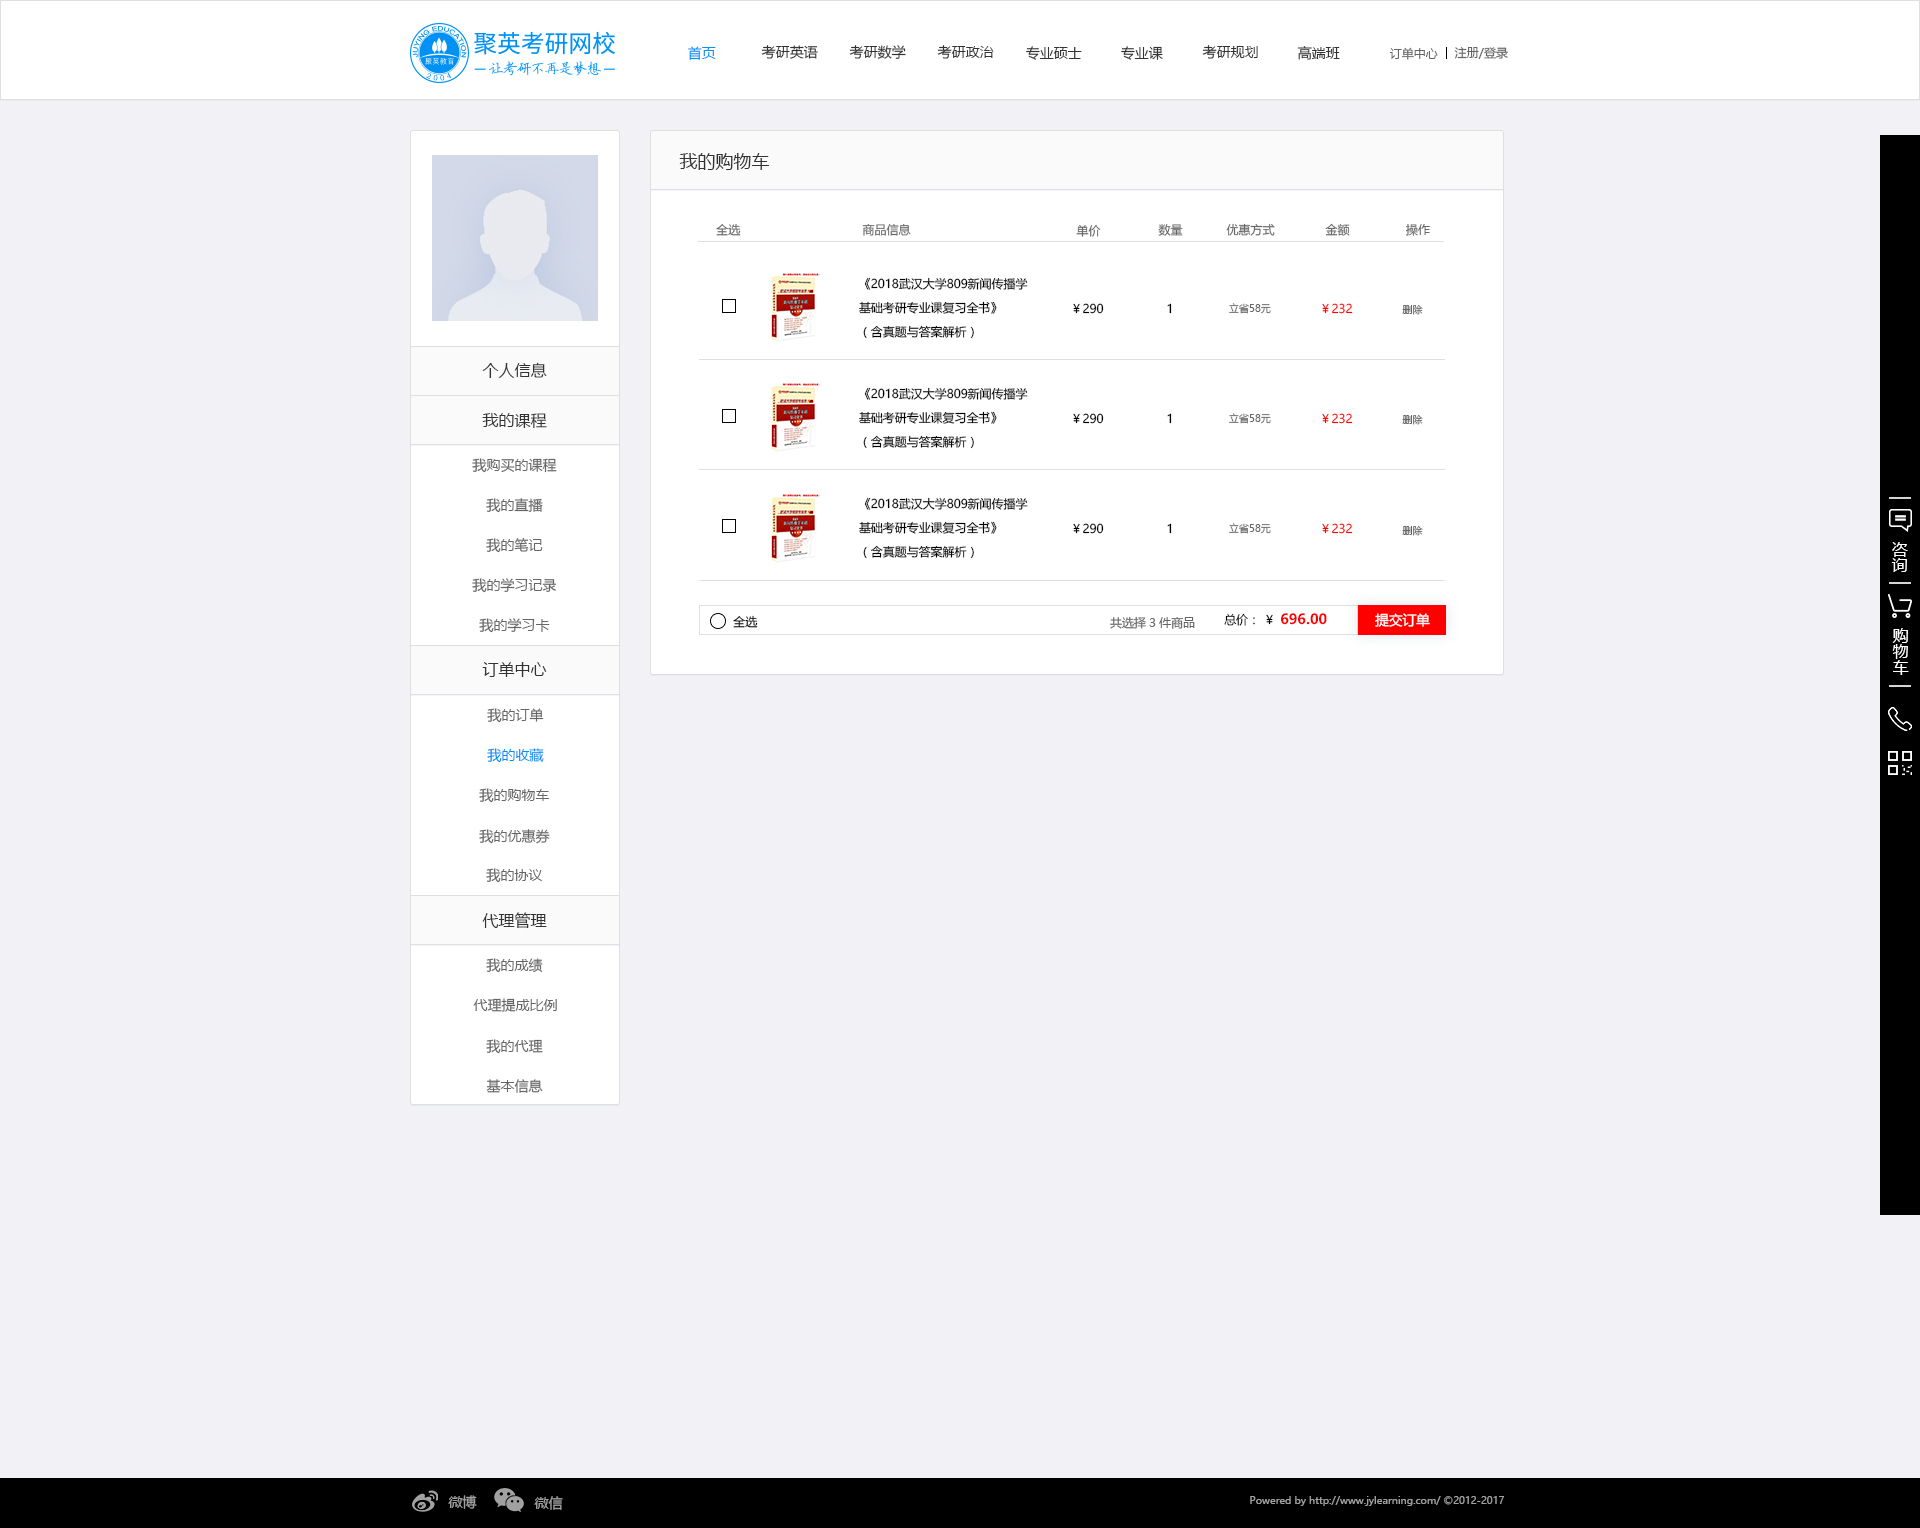 JUYING EDUCATION
聚英教育
2004
聚英考研网校
让考研不再是梦想
首页
考研英语
考研数学
考研政治
专业硕士
专业课
考研规划
高端班
订单中心
注册/登录
个人信息
我的课程
我购买的课程
我的直播
我的笔记
我的学习记录
我的学习卡
订单中心
我的订单
我的收藏
我的购物车
我的优惠券
我的协议
代理管理
我的成绩
代理提成比例
我的代理
基本信息
我的购物车
全选 商品信息 单价 数量 优惠方式 金额 操作
《2018武汉大学809新闻传播学
基础考研专业课复习全书》
（含真题与答案解析）
¥ 290 1 立省58元 ¥ 232 删除
《2018武汉大学809新闻传播学
基础考研专业课复习全书》
（含真题与答案解析）
¥ 290 1 立省58元 ¥ 232 删除
《2018武汉大学809新闻传播学
基础考研专业课复习全书》
（含真题与答案解析）
¥ 290 1 立省58元 ¥ 232 删除
全选 共选择 3 件商品 总价： ¥ 696.00 提交订单
咨询
购物车
微博
微信
Powered by http://www.jylearning.com/ ©2012-2017